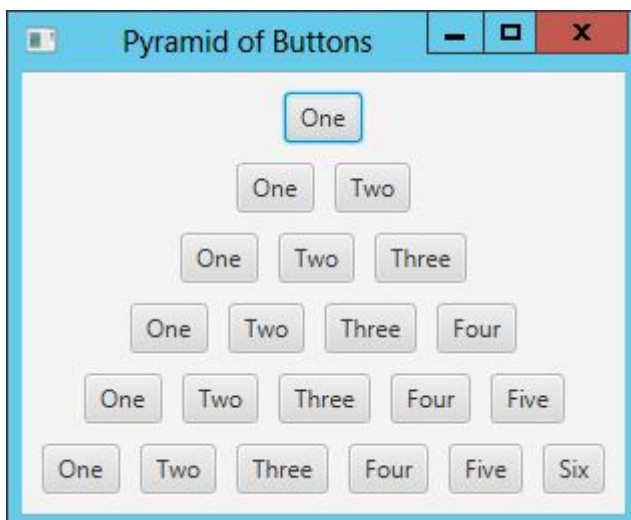 Pyramid of Buttons
One
One Two
One Two Three
One Two Three Four
One Two Three Four Five
One Two Three Four Five Six